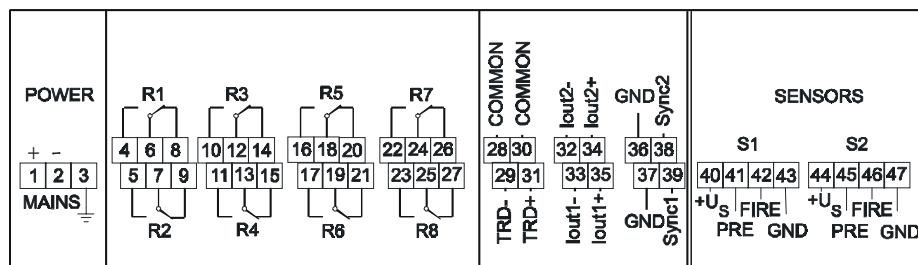 POWER
+ -
1 2 3
MAINS
R1 R3 R5 R7
4 6 8 10 12 14 16 18 20 22 24 26
5 7 9 11 13 15 17 19 21 23 25 27
R2 R4 R6 R8
COMMON COMMON Iout2- Iout2+ GND Sync2
28 30 32 34 36 38
29 31 33 35 37 39
TRD- TRD+ Iout1- Iout1+ GND Sync1
SENSORS
S1 S2
40 41 42 43 44 45 46 47
+US FIRE +US FIRE
PRE GND PRE GND